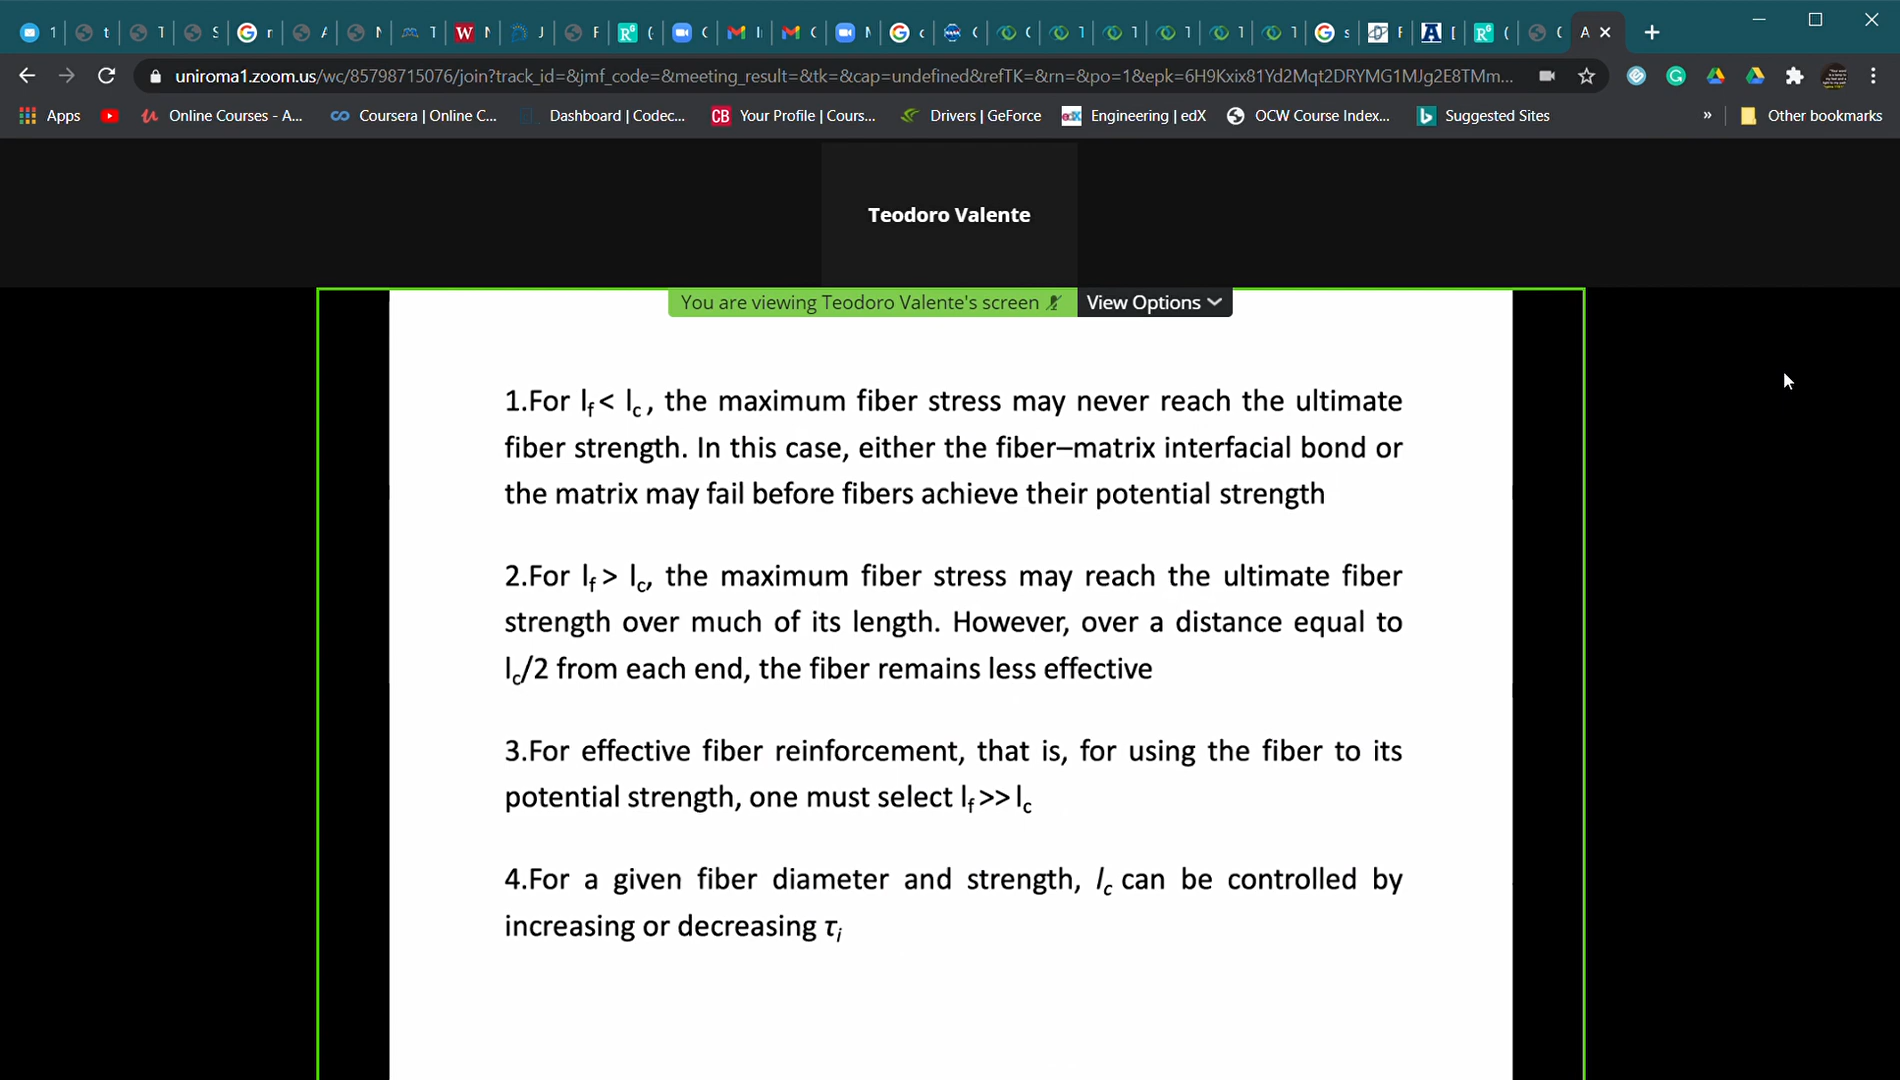 1 t T S r A N T N J F (- C I C M c C C T T T T T s F [ ( C A
uniroma1.zoom.us/wc/85798715076/join?track_id=&jmf_code=&meeting_result=&tk=&cap=undefined&refTK=&rn=&po=1&epk=6H9Kxix81Yd2Mqt2DRYMG1MJg2E8TMm...
Apps Online Courses - A... Coursera | Online C... Dashboard | Codec... CB Your Profile | Cours... Drivers | GeForce edX Engineering | edX OCW Course Index... Suggested Sites » Other bookmarks
Teodoro Valente
You are viewing Teodoro Valente's screen View Options
1.For lf < lc , the maximum fiber stress may never reach the ultimate
fiber strength. In this case, either the fiber–matrix interfacial bond or
the matrix may fail before fibers achieve their potential strength
2.For lf > lc, the maximum fiber stress may reach the ultimate fiber
strength over much of its length. However, over a distance equal to
lc/2 from each end, the fiber remains less effective
3.For effective fiber reinforcement, that is, for using the fiber to its
potential strength, one must select lf >> lc
4.For a given fiber diameter and strength, lc can be controlled by
increasing or decreasing τi